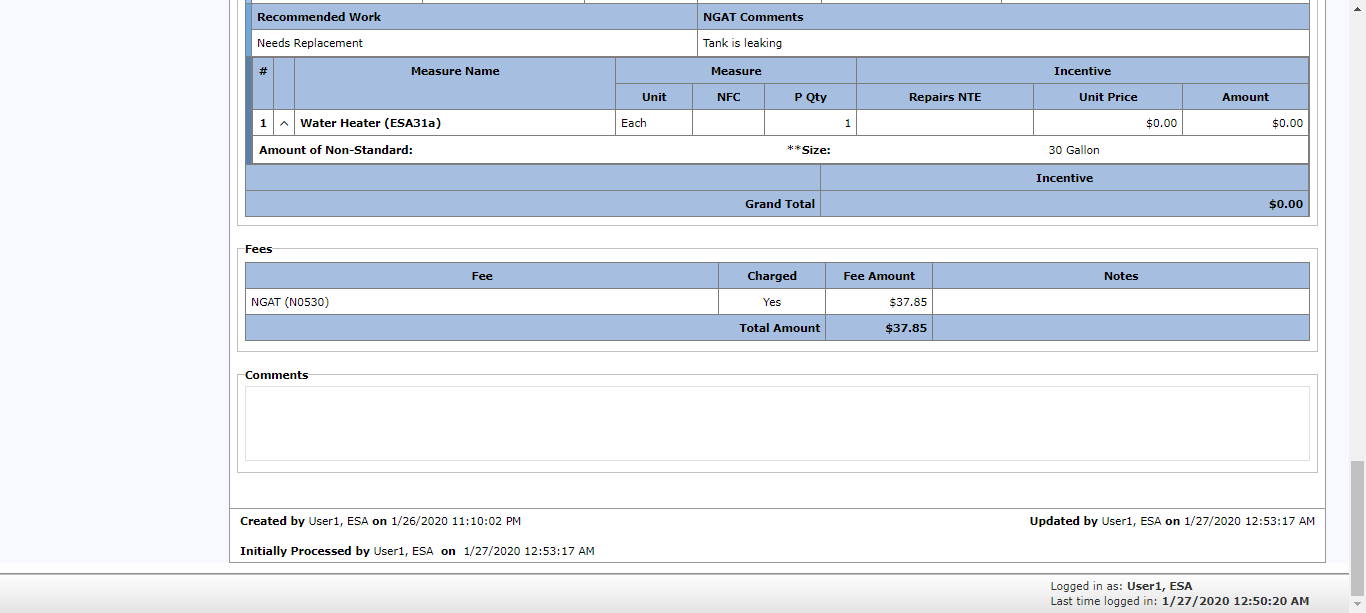 Recommended Work NGAT Comments
Needs Replacement Tank is leaking
# Measure Name Measure Incentive
Unit NFC P Qty Repairs NTE Unit Price Amount
1 Water Heater (ESA31a) Each 1 $0.00 $0.00
Amount of Non-Standard: **Size: 30 Gallon
Incentive
Grand Total $0.00
Fees
Fee Charged Fee Amount Notes
NGAT (N0530) Yes $37.85
Total Amount $37.85
Comments
Created by User1, ESA on 1/26/2020 11:10:02 PM Updated by User1, ESA on 1/27/2020 12:53:17 AM
Initially Processed by User1, ESA on 1/27/2020 12:53:17 AM
Logged in as: User1, ESA
Last time logged in: 1/27/2020 12:50:20 AM